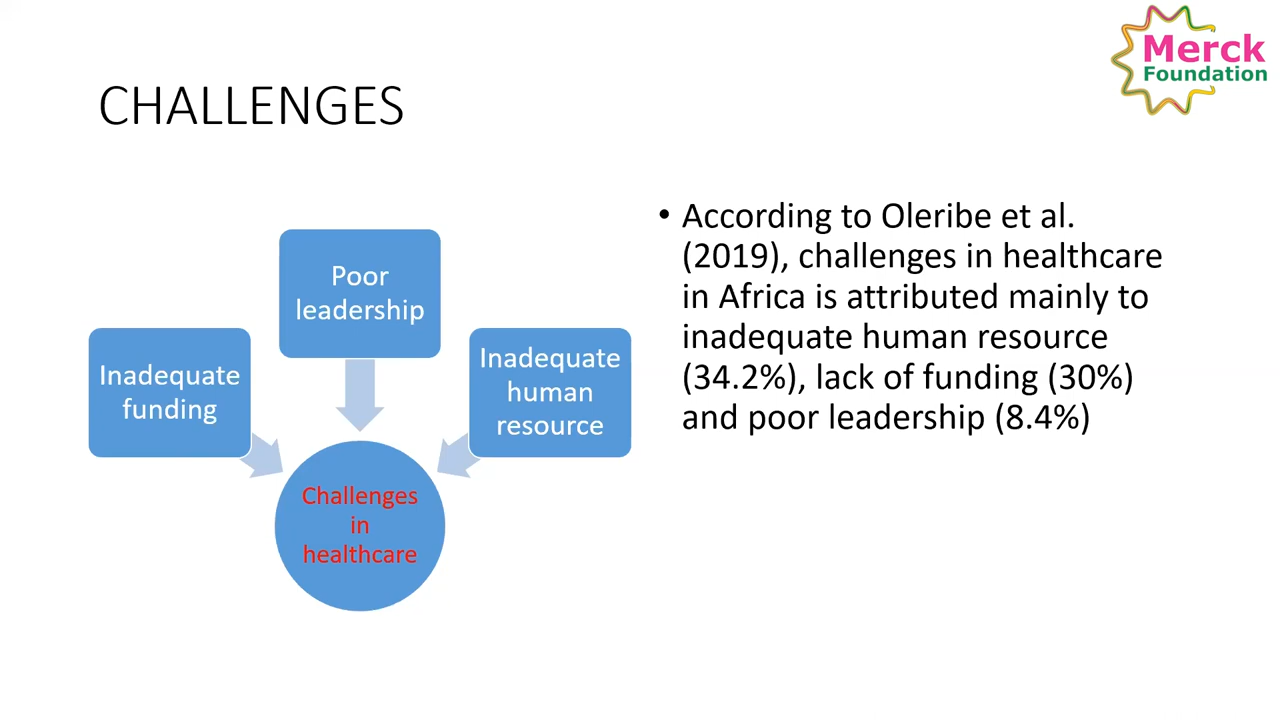 Merck
Foundation
CHALLENGES
Poor
leadership
Inadequate
funding
Inadequate
human
resource
Challenges
in
healthcare
• According to Oleribe et al.
(2019), challenges in healthcare
in Africa is attributed mainly to
inadequate human resource
(34.2%), lack of funding (30%)
and poor leadership (8.4%)